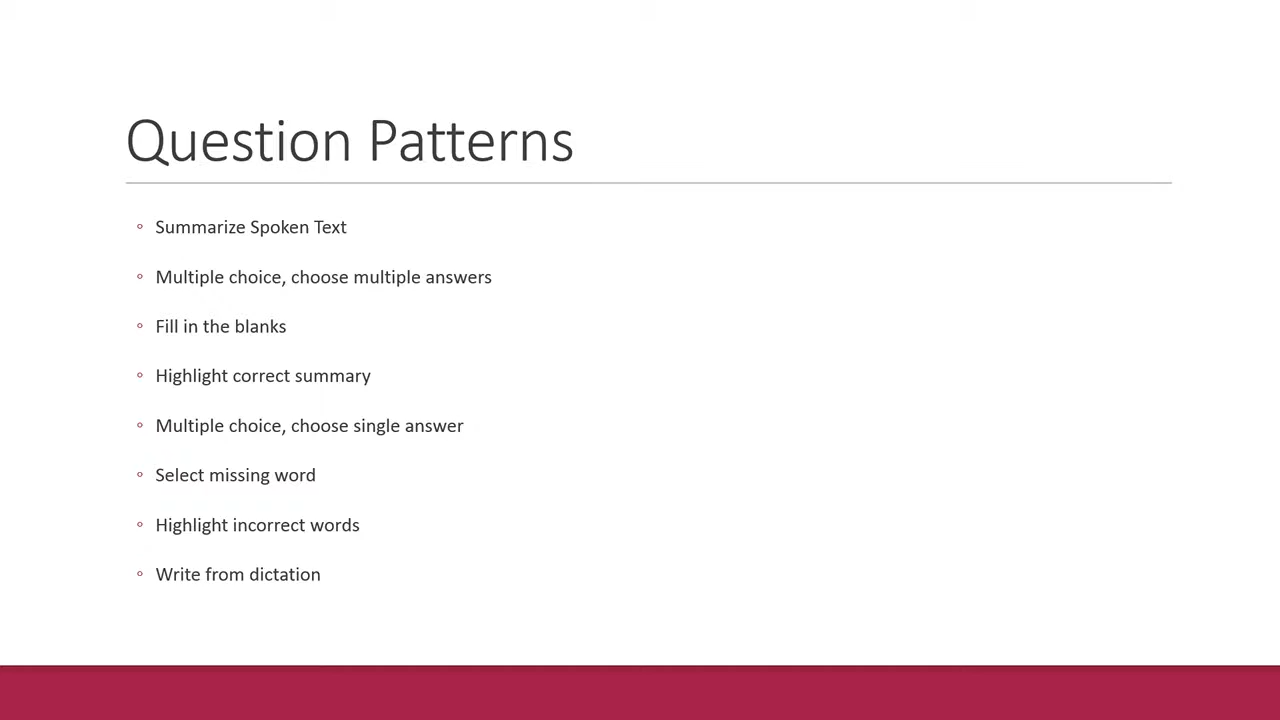 Question Patterns
Summarize Spoken Text
Multiple choice, choose multiple answers
Fill in the blanks
Highlight correct summary
Multiple choice, choose single answer
Select missing word
Highlight incorrect words
Write from dictation